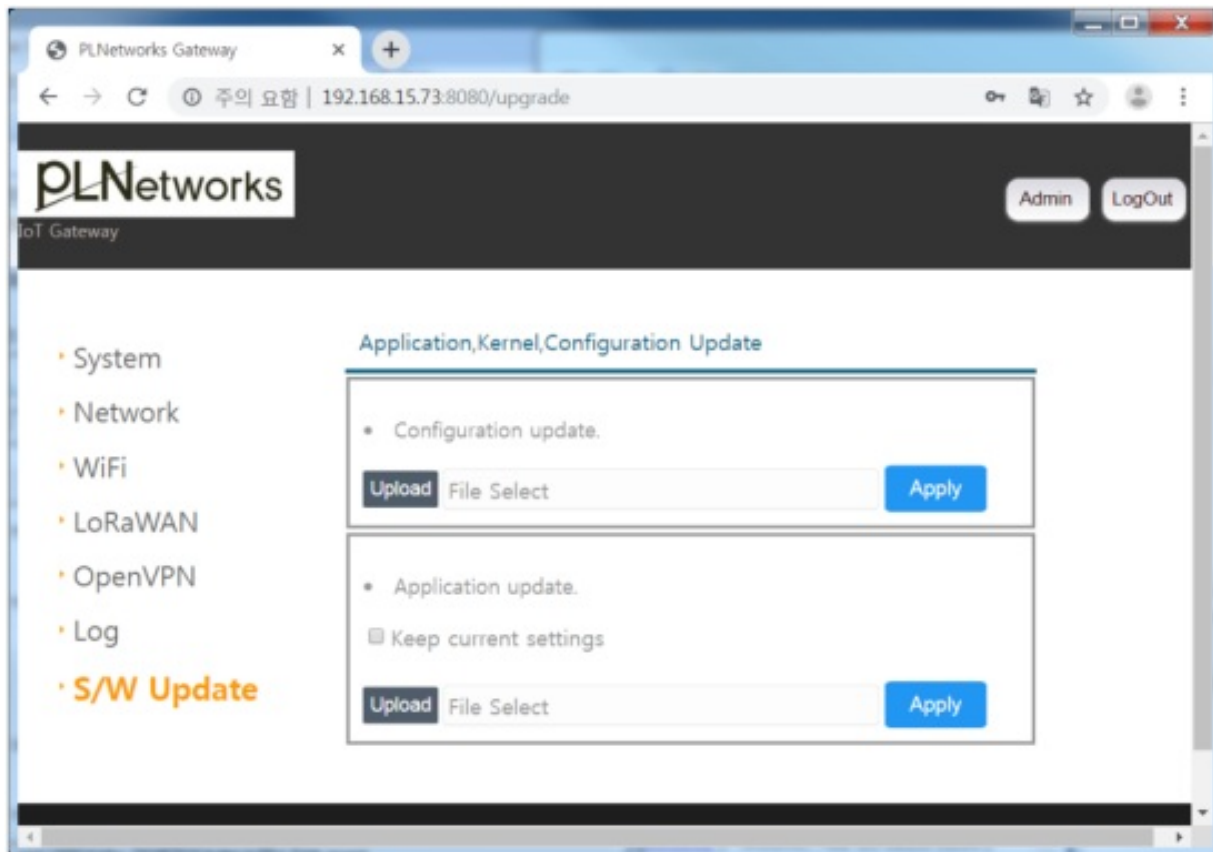 PLNetworks Gateway
주의 요함 | 192.168.15.73:8080/upgrade
PLNetworks
IoT Gateway
Admin LogOut
System
Network
WiFi
LoRaWAN
OpenVPN
Log
S/W Update
Application,Kernel,Configuration Update
Configuration update.
Upload File Select Apply
Application update.
Keep current settings
Upload File Select Apply